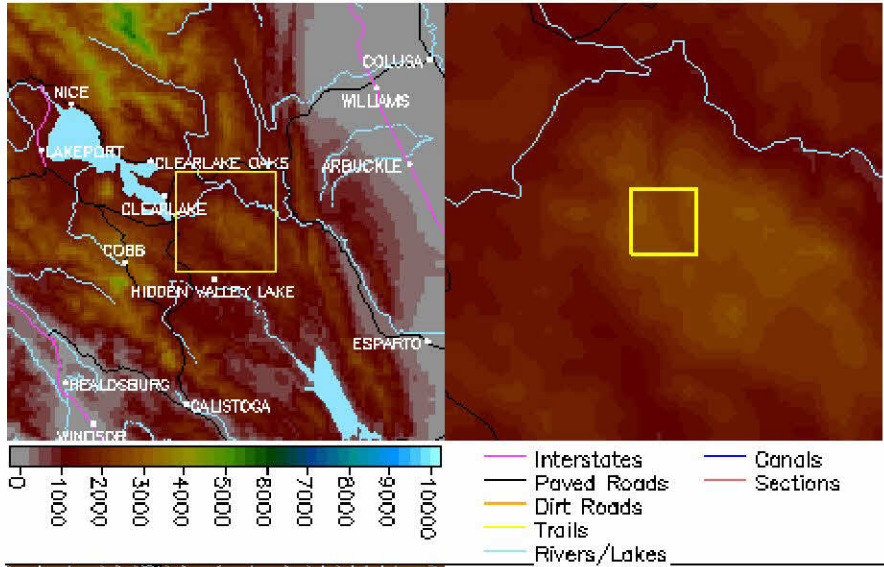 COLUSA
NICE
WILLIAMS
LAKEPORT
CLEARLAKE OAKS
ARBUCKLE
CLEARLAKE
COBB
HIDDEN VALLEY LAKE
ESPARTO
HEALDSBURG
CALISTOGA
WINDSOR
0 1000 2000 3000 4000 5000 6000 7000 8000 9000 10000
Interstates
Paved Roads
Dirt Roads
Trails
Rivers/Lakes
Canals
Sections